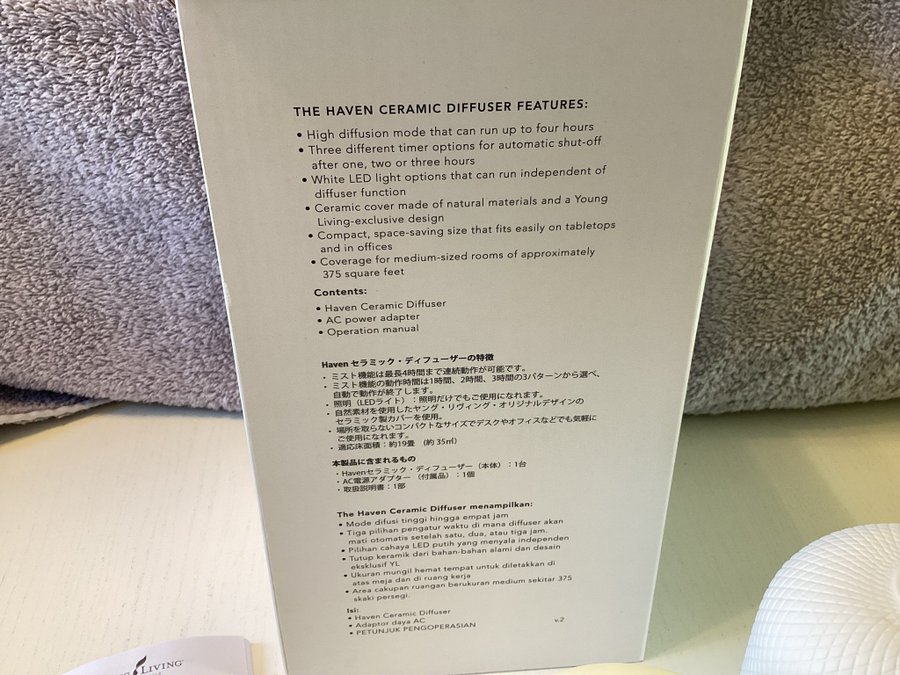 THE HAVEN CERAMIC DIFFUSER FEATURES:
• High diffusion mode that can run up to four hours
• Three different timer options for automatic shut-off
after one, two or three hours
• White LED light options that can run independent of
diffuser function
• Ceramic cover made of natural materials and a Young
Living-exclusive design
• Compact, space-saving size that fits easily on tabletops
and in offices
• Coverage for medium-sized rooms of approximately
375 square feet
Contents:
• Haven Ceramic Diffuser
• AC power adapter
• Operation manual
Haven セラミック・ディフューザーの特徴
・ミスト機能は最長4時間まで連続動作が可能です。
・ミスト機能の動作時間は1時間、2時間、3時間の3パターンから選べ、
自動で動作が終了します。
・照明（LEDライト）：照明だけでもご使用になれます。
・自然素材を使用したヤング・リヴィング・オリジナルデザインの
セラミック製カバーを使用。
・場所を取らないコンパクトなサイズでデスクやオフィスなどでも気軽に
ご使用になれます。
・適応床面積：約19畳 （約 35㎡）
本製品に含まれるもの
・Havenセラミック・ディフューザー（本体）：1台
・AC電源アダプター （付属品）：1個
・取扱説明書：1部
The Haven Ceramic Diffuser menampilkan:
• Mode difusi tinggi hingga empat jam
• Tiga pilihan pengatur waktu di mana diffuser akan
mati otomatis setelah satu, dua, atau tiga jam.
• Pilihan cahaya LED putih yang menyala independen
• Tutup keramik dari bahan-bahan alami dan desain
eksklusif YL
• Ukuran mungil hemat tempat untuk diletakkan di
atas meja dan di ruang kerja
• Area cakupan ruangan berukuran medium sekitar 375
skaki persegi.
Isi:
• Haven Ceramic Diffuser
• Adaptor daya AC
• PETUNJUK PENGOPERASIAN
v.2
LIVING